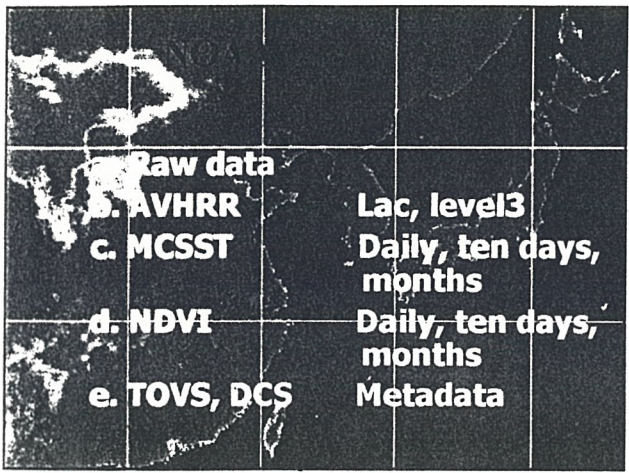 a. Raw data
b. AVHRR Lac, level3
c. MCSST Daily, ten days,
months
d. NDVI Daily, ten days,
months
e. TOVS, DCS Metadata